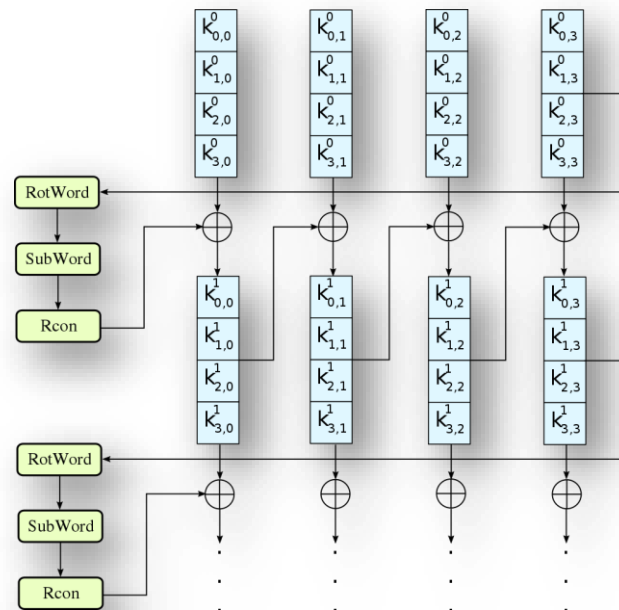 k⁰₀,₀ k⁰₀,₁ k⁰₀,₂ k⁰₀,₃
k⁰₁,₀ k⁰₁,₁ k⁰₁,₂ k⁰₁,₃
k⁰₂,₀ k⁰₂,₁ k⁰₂,₂ k⁰₂,₃
k⁰₃,₀ k⁰₃,₁ k⁰₃,₂ k⁰₃,₃
RotWord
SubWord
Rcon
k¹₀,₀ k¹₀,₁ k¹₀,₂ k¹₀,₃
k¹₁,₀ k¹₁,₁ k¹₁,₂ k¹₁,₃
k¹₂,₀ k¹₂,₁ k¹₂,₂ k¹₂,₃
k¹₃,₀ k¹₃,₁ k¹₃,₂ k¹₃,₃
RotWord
SubWord
Rcon